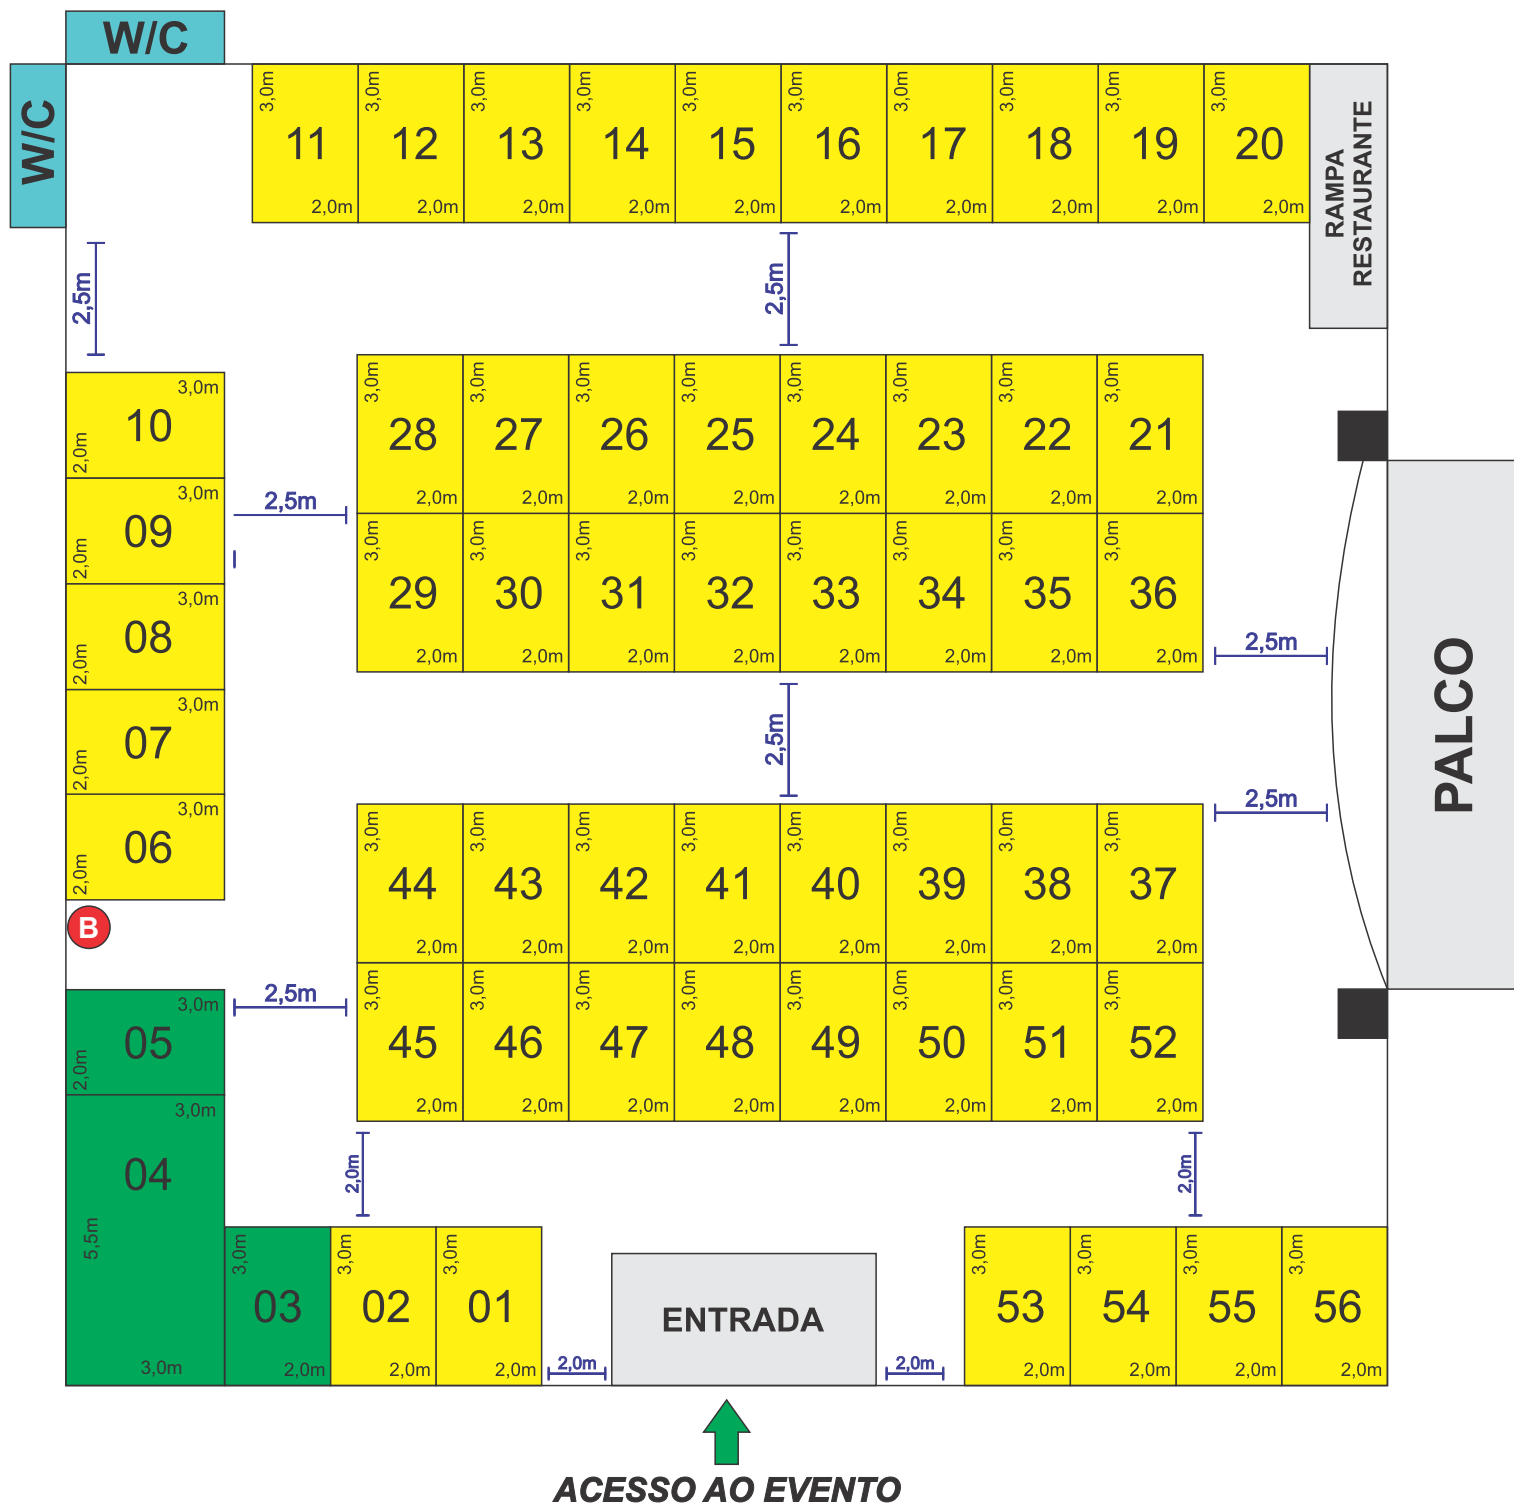 W/C
W/C
3,0m 3,0m 3,0m 3,0m 3,0m 3,0m 3,0m 3,0m 3,0m 3,0m
11 12 13 14 15 16 17 18 19 20
2,0m 2,0m 2,0m 2,0m 2,0m 2,0m 2,0m 2,0m 2,0m 2,0m
RAMPA
RESTAURANTE
2,5m
2,5m
3,0m
10
2,0m
3,0m
09
2,0m
3,0m
08
2,0m
3,0m
07
2,0m
3,0m
06
2,0m
B
2,5m
3,0m 3,0m 3,0m 3,0m 3,0m 3,0m 3,0m 3,0m
28 27 26 25 24 23 22 21
2,0m 2,0m 2,0m 2,0m 2,0m 2,0m 2,0m 2,0m
3,0m 3,0m 3,0m 3,0m 3,0m 3,0m 3,0m 3,0m
29 30 31 32 33 34 35 36
2,0m 2,0m 2,0m 2,0m 2,0m 2,0m 2,0m 2,0m
2,5m
2,5m
2,5m
PALCO
3,0m 3,0m 3,0m 3,0m 3,0m 3,0m 3,0m 3,0m
44 43 42 41 40 39 38 37
2,0m 2,0m 2,0m 2,0m 2,0m 2,0m 2,0m 2,0m
3,0m 3,0m 3,0m 3,0m 3,0m 3,0m 3,0m 3,0m
45 46 47 48 49 50 51 52
2,0m 2,0m 2,0m 2,0m 2,0m 2,0m 2,0m 2,0m
2,5m
3,0m
05
2,0m
3,0m
04
5,5m
3,0m
2,0m
2,0m
3,0m 3,0m 3,0m
03 02 01
2,0m 2,0m 2,0m
2,0m
ENTRADA
2,0m
3,0m 3,0m 3,0m 3,0m
53 54 55 56
2,0m 2,0m 2,0m 2,0m
ACESSO AO EVENTO